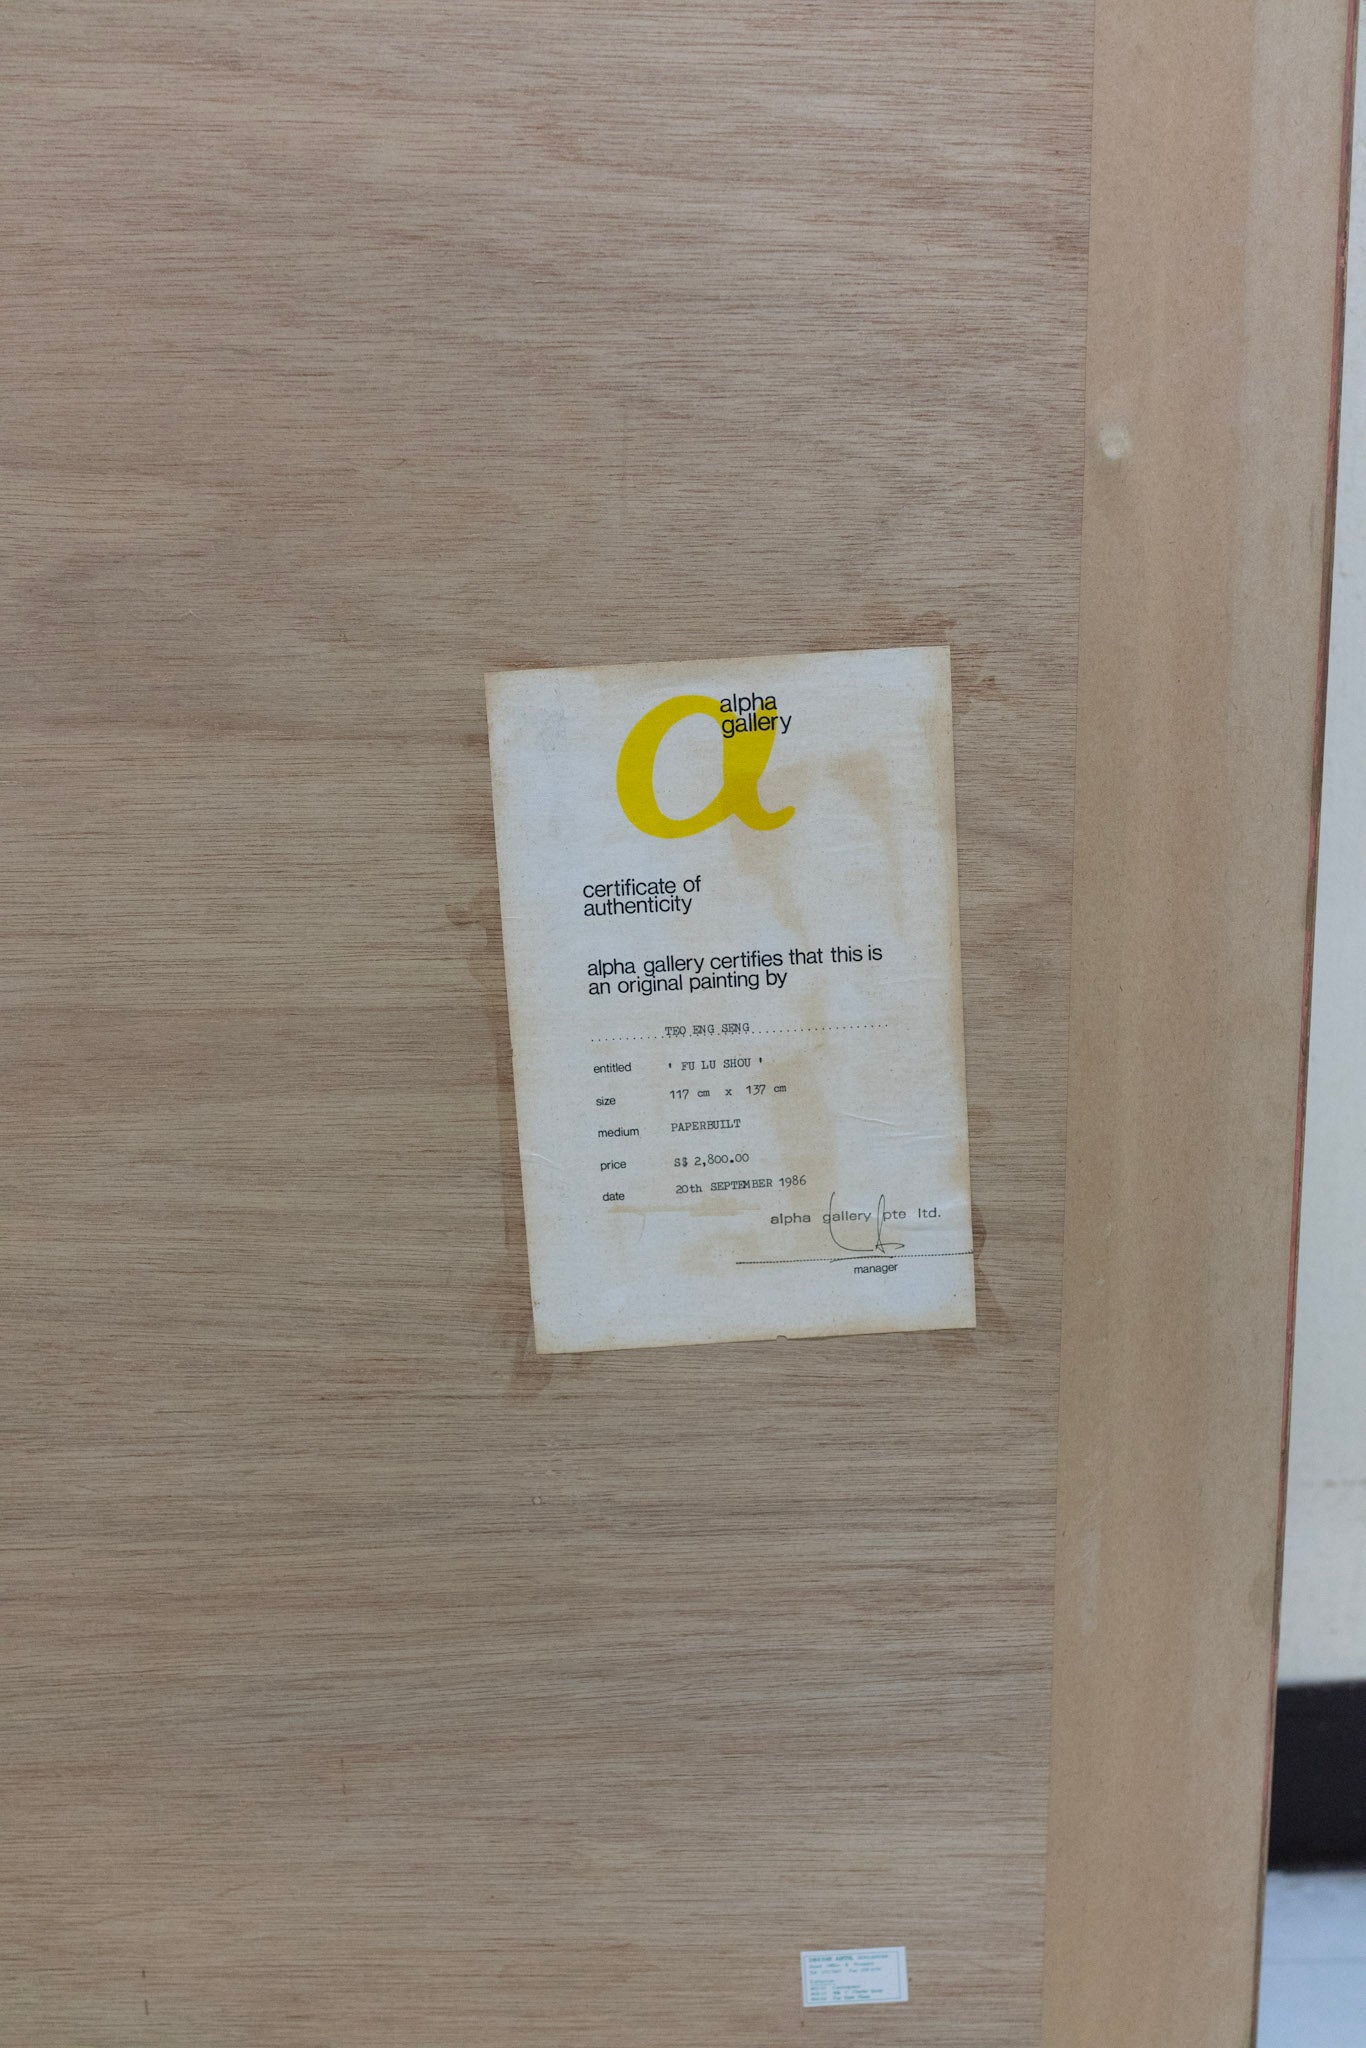 alpha
gallery
certificate of
authenticity
alpha gallery certifies that this is
an original painting by
TEO ENG SENG
entitled ' FU LU SHOU '
size 117 cm x 137 cm
medium PAPERBUILT
price S$ 2,800.00
date 20th SEPTEMBER 1986
alpha gallery pte ltd.
manager